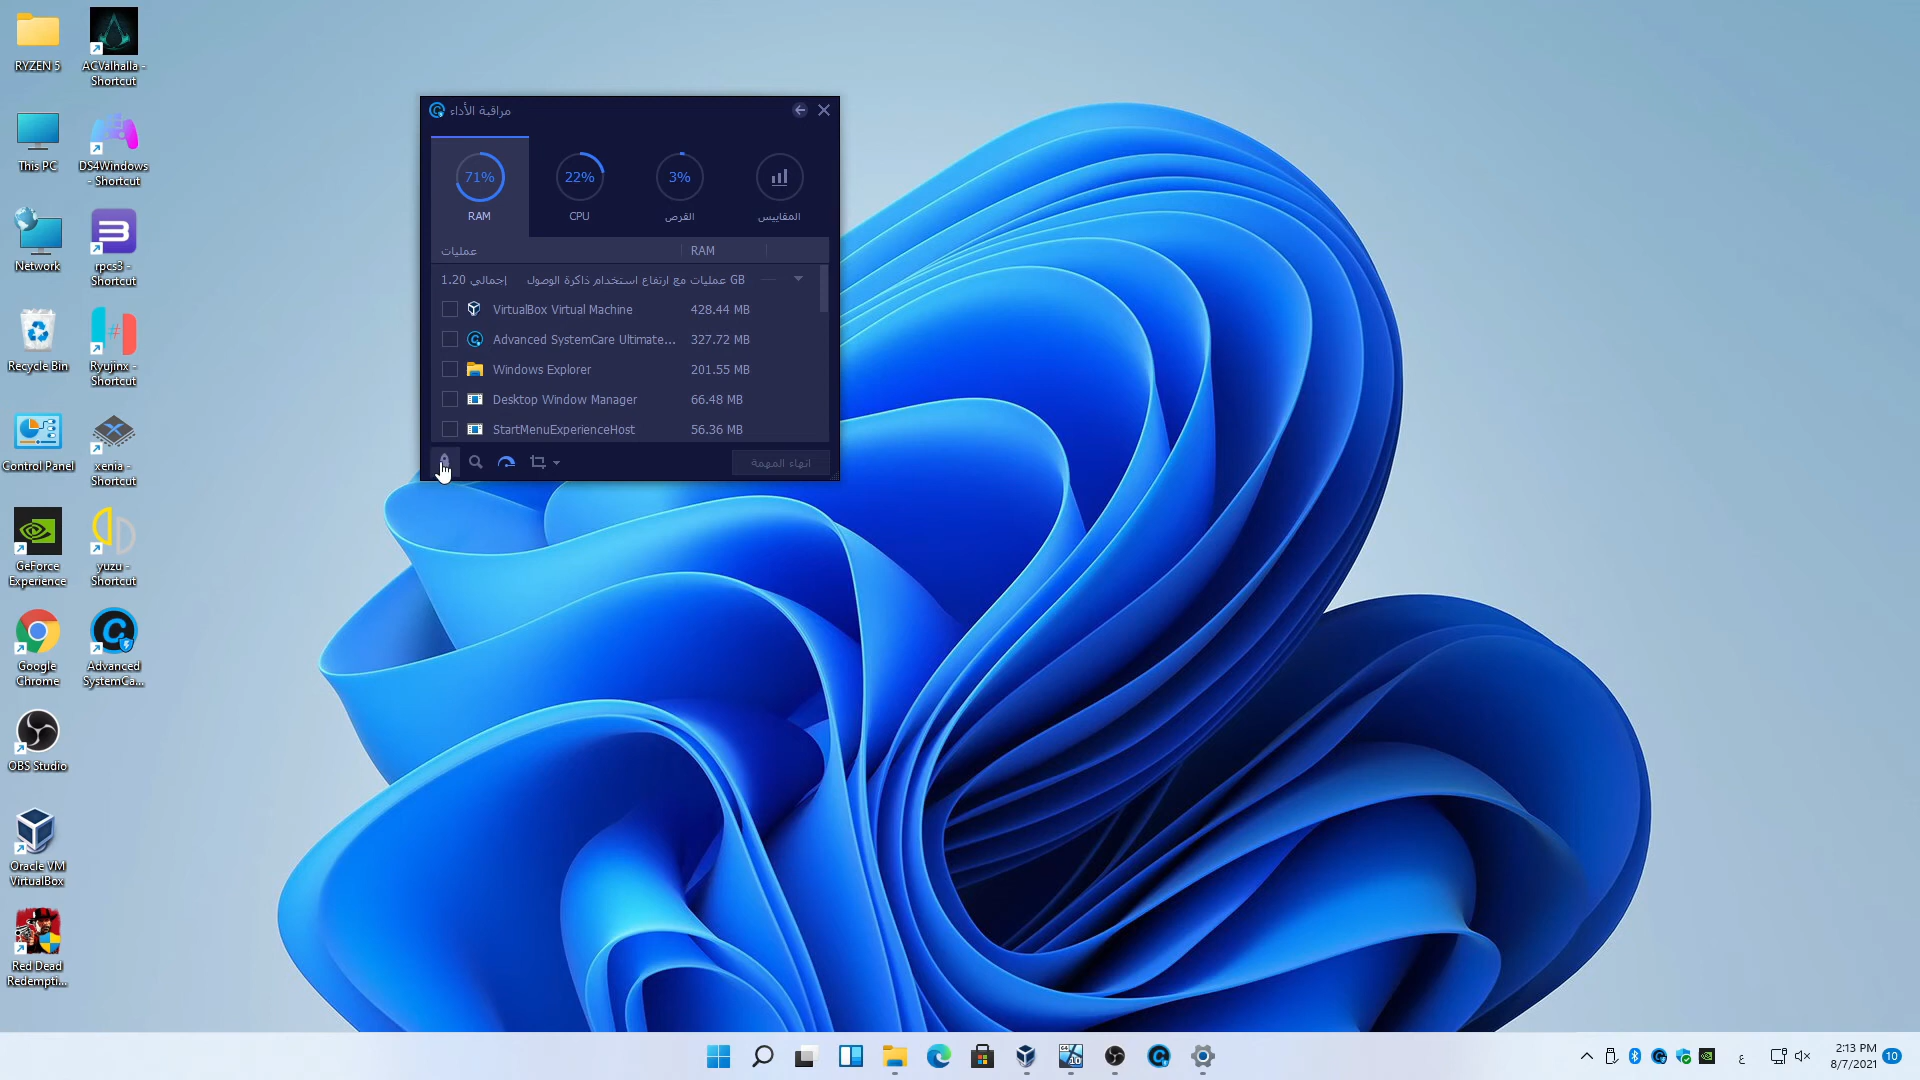 RYZEN 5
ACValhalla -
Shortcut
This PC
DS4Windows
- Shortcut
Network
rpcs3 -
Shortcut
Recycle Bin
Ryujinx -
Shortcut
Control Panel
xenia -
Shortcut
GeForce
Experience
yuzu -
Shortcut
Google
Chrome
Advanced
SystemCa...
OBS Studio
Oracle VM
VirtualBox
Red Dead
Redempti...
مراقبة الأداء
71%
22%
3%
RAM
CPU
القرص
المقاييس
عمليات
RAM
إجمالي 1.20
GB عمليات مع ارتفاع استخدام ذاكرة الوصول
VirtualBox Virtual Machine 428.44 MB
Advanced SystemCare Ultimate... 327.72 MB
Windows Explorer 201.55 MB
Desktop Window Manager 66.48 MB
StartMenuExperienceHost 56.36 MB
انهاء المهمة
64
10
ع
2:13 PM
8/7/2021
10